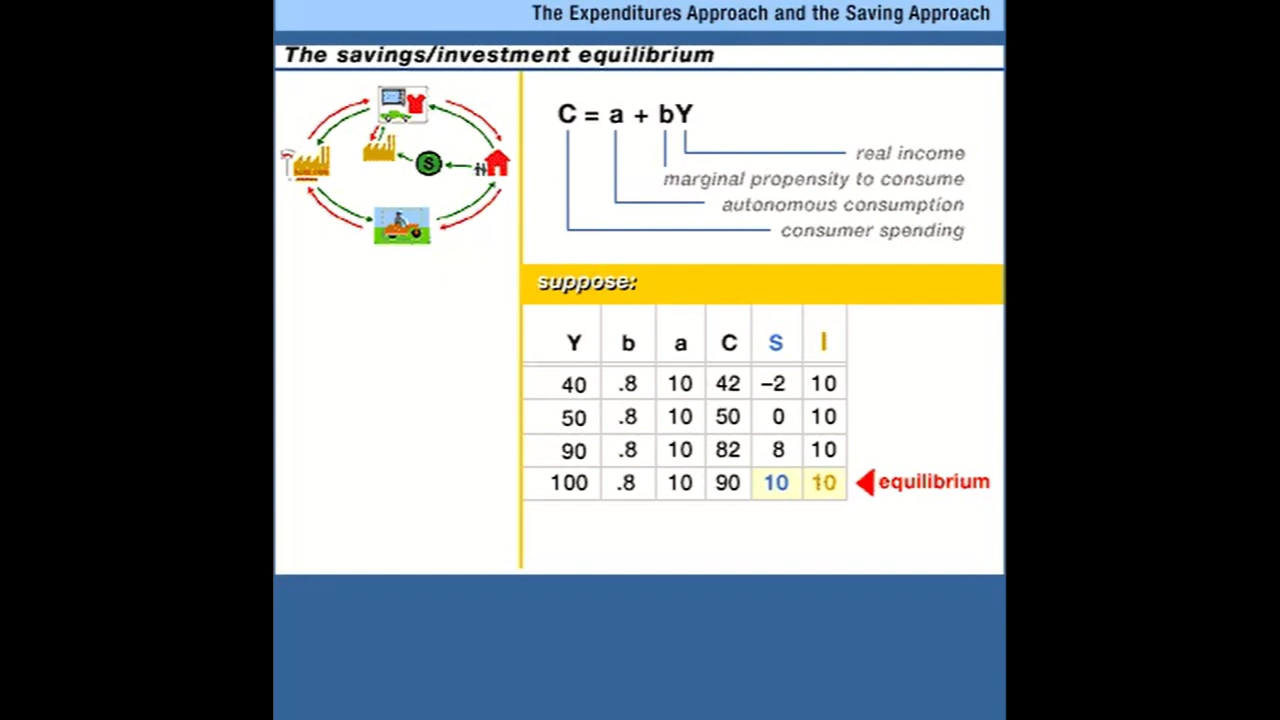 The Expenditures Approach and the Saving Approach
The savings/investment equilibrium
C = a + bY
real income
marginal propensity to consume
autonomous consumption
consumer spending
$
suppose:
Y b a C S I
40 .8 10 42 –2 10
50 .8 10 50 0 10
90 .8 10 82 8 10
100 .8 10 90 10 10
equilibrium